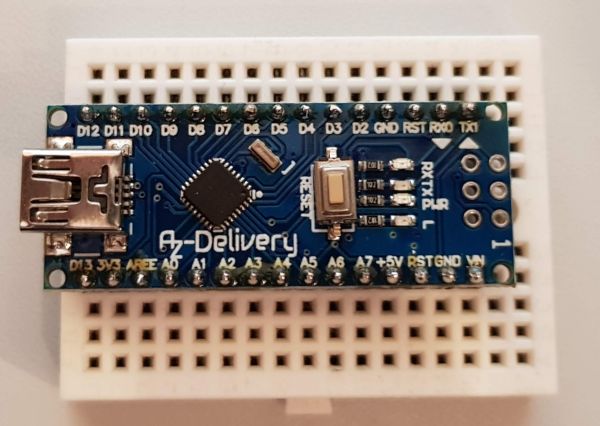 D12 D11 D10 D9 D8 D7 D6 D5 D4 D3 D2 GND RST RX0 TX1
RESET
RX
TX
PWR
L
AZ-Delivery
1
D13 3V3 AREF A0 A1 A2 A3 A4 A5 A6 A7 +5V RST GND VIN